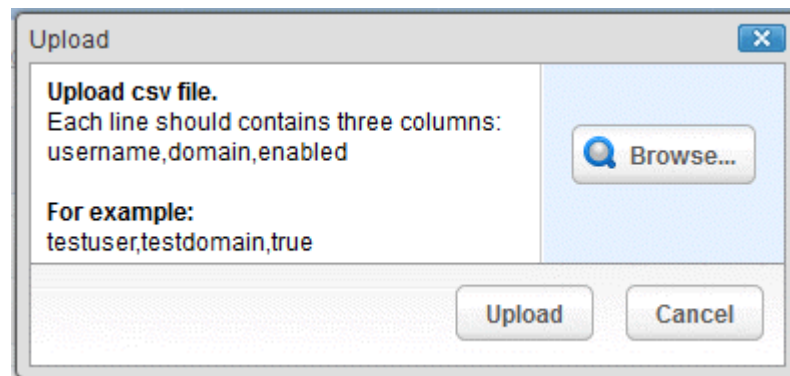 Upload
Upload csv file.
Each line should contains three columns:
username,domain,enabled
For example:
testuser,testdomain,true
Browse...
Upload
Cancel